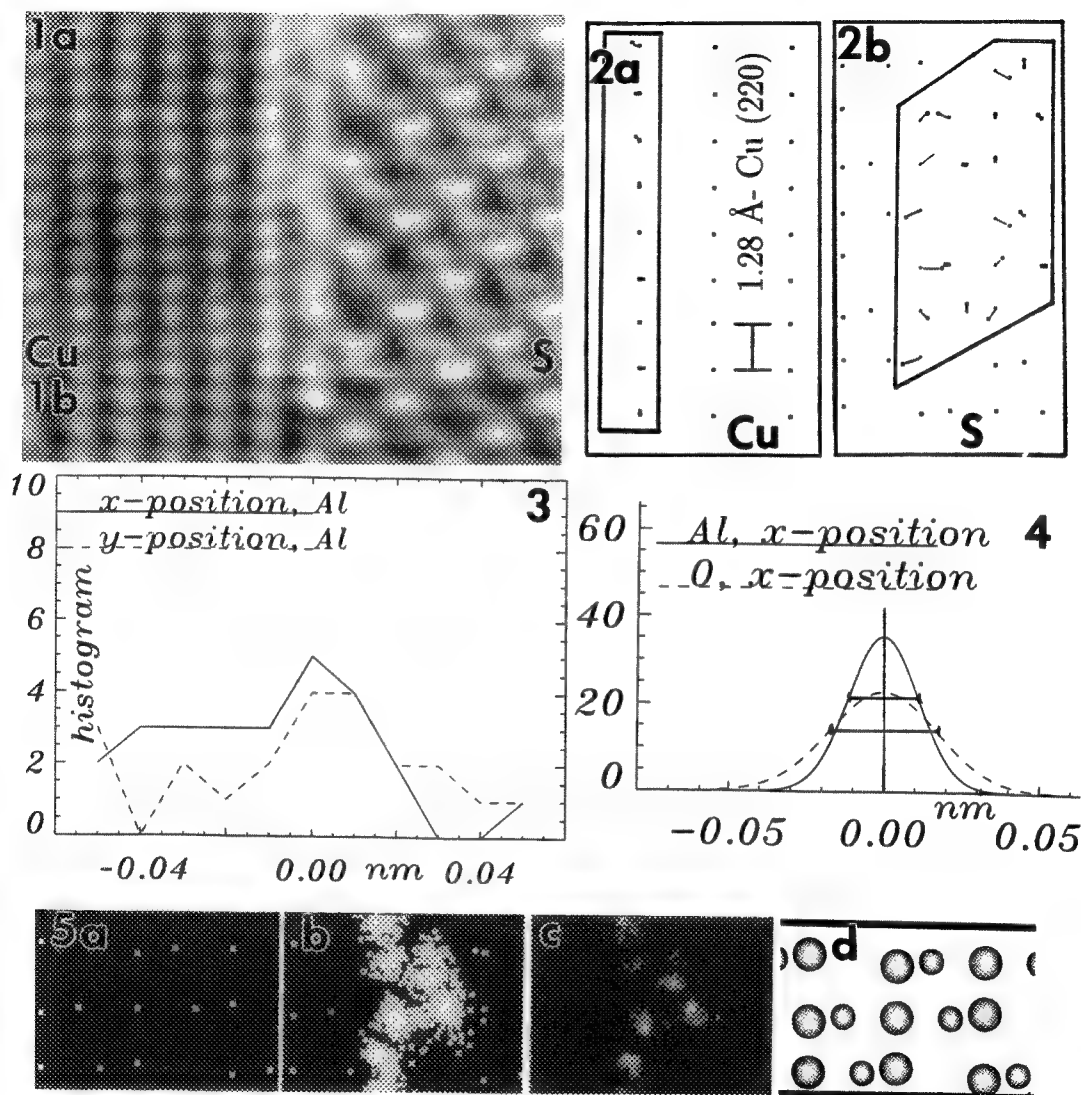 1a
Cu
S
1b
2a
1.28 Å- Cu (220)
Cu
2b
S
10
8
6
4
2
0
histogram
x-position, Al
y-position, Al
3
-0.04
0.00
nm
0.04
60
40
20
0
Al, x-position
O, x-position
4
nm
-0.05
0.00
0.05
5a
b
c
d